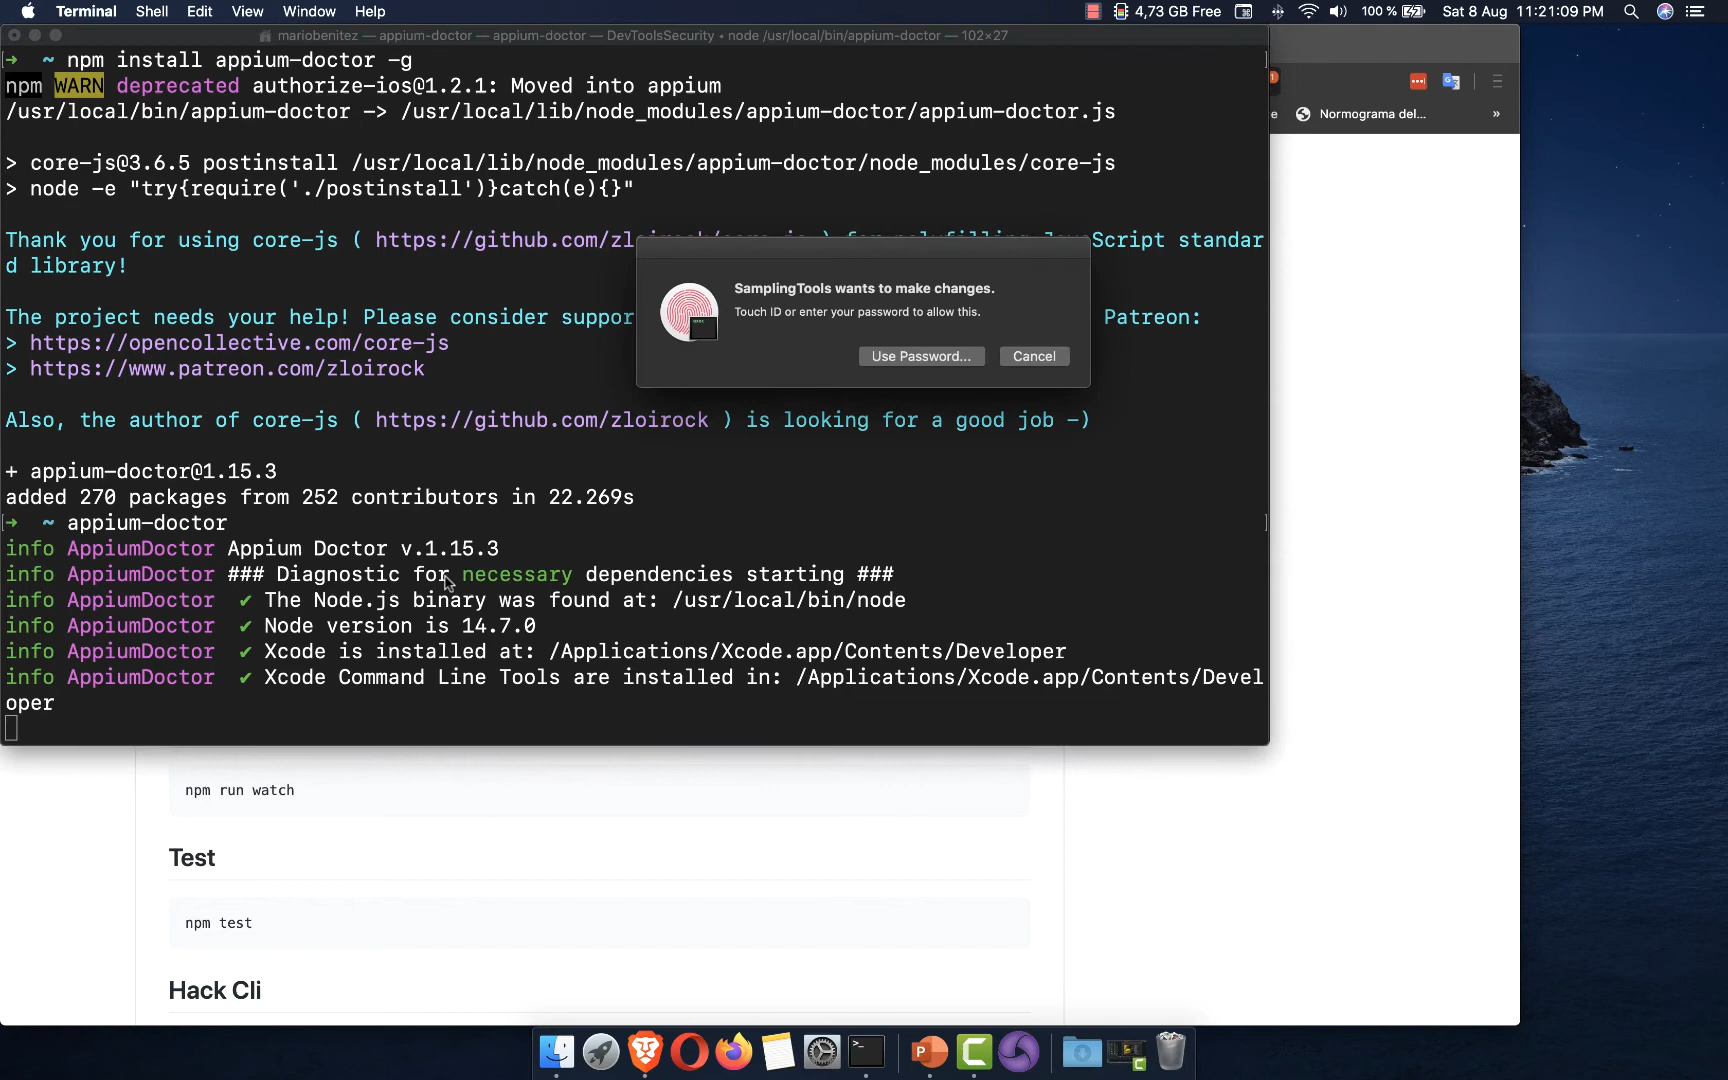 Terminal Shell Edit View Window Help 4,73 GB Free 100 % Sat 8 Aug 11:21:09 PM
mariobenitez — appium-doctor — appium-doctor — DevToolsSecurity • node /usr/local/bin/appium-doctor — 102×27
→ ~ npm install appium-doctor -g
npm WARN deprecated authorize-ios@1.2.1: Moved into appium
/usr/local/bin/appium-doctor -> /usr/local/lib/node_modules/appium-doctor/appium-doctor.js
> core-js@3.6.5 postinstall /usr/local/lib/node_modules/appium-doctor/node_modules/core-js
> node -e "try{require('./postinstall')}catch(e){}"
Thank you for using core-js ( https://github.com/zl Script standar
d library!
The project needs your help! Please consider suppor Patreon:
> https://opencollective.com/core-js
> https://www.patreon.com/zloirock
Also, the author of core-js ( https://github.com/zloirock ) is looking for a good job -)
+ appium-doctor@1.15.3
added 270 packages from 252 contributors in 22.269s
→ ~ appium-doctor
info AppiumDoctor Appium Doctor v.1.15.3
info AppiumDoctor ### Diagnostic for necessary dependencies starting ###
info AppiumDoctor ✔ The Node.js binary was found at: /usr/local/bin/node
info AppiumDoctor ✔ Node version is 14.7.0
info AppiumDoctor ✔ Xcode is installed at: /Applications/Xcode.app/Contents/Developer
info AppiumDoctor ✔ Xcode Command Line Tools are installed in: /Applications/Xcode.app/Contents/Devel
oper
SamplingTools wants to make changes.
Touch ID or enter your password to allow this.
Use Password... Cancel
e Normograma del... »
npm run watch
Test
npm test
Hack Cli